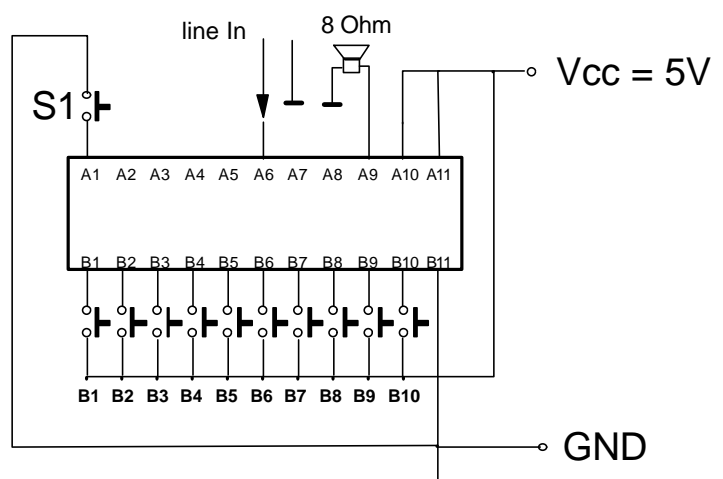 line In 8 Ohm
Vcc = 5V
S1
A1 A2 A3 A4 A5 A6 A7 A8 A9 A10 A11
B1 B2 B3 B4 B5 B6 B7 B8 B9 B10 B11
B1 B2 B3 B4 B5 B6 B7 B8 B9 B10
GND